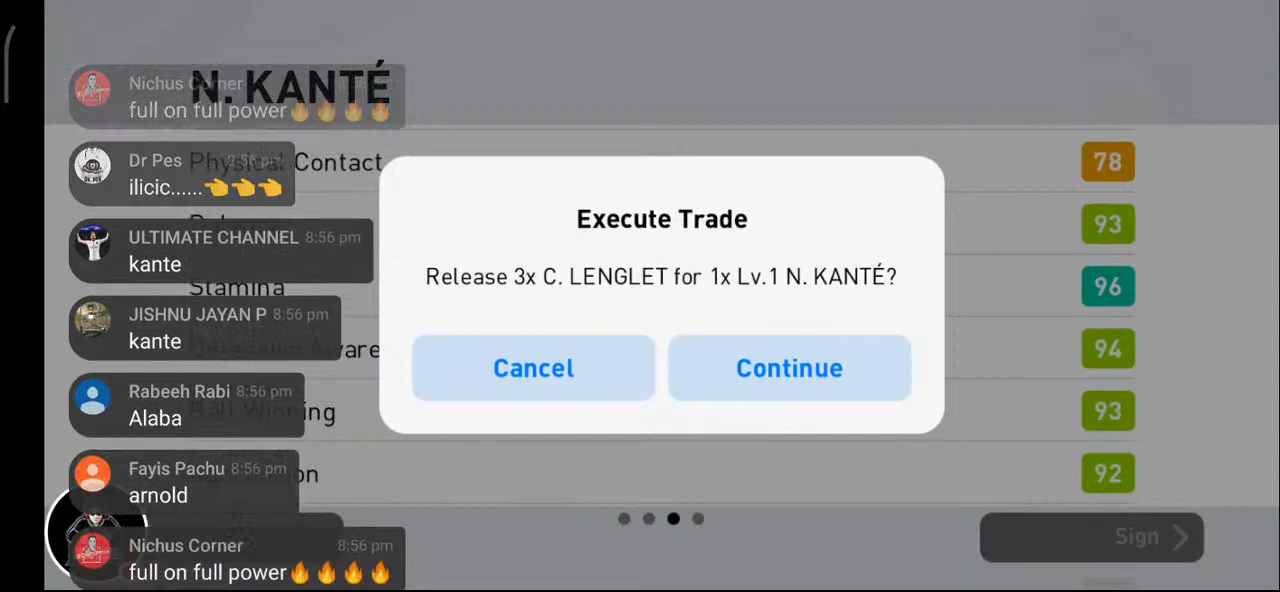 N. KANTÉ
Nichus Corner
full on full power🔥🔥🔥🔥
Physical Contact
78
Dr Pes 8:56 pm
ilicic......👈👈👈
93
ULTIMATE CHANNEL 8:56 pm
kante
Stamina
96
JISHNU JAYAN P 8:56 pm
kante
94
Rabeeh Rabi 8:56 pm
Alaba
93
Fayis Pachu 8:56 pm
arnold
92
Nichus Corner 8:56 pm
full on full power🔥🔥🔥🔥
Execute Trade
Release 3x C. LENGLET for 1x Lv.1 N. KANTÉ?
Cancel
Continue
Sign